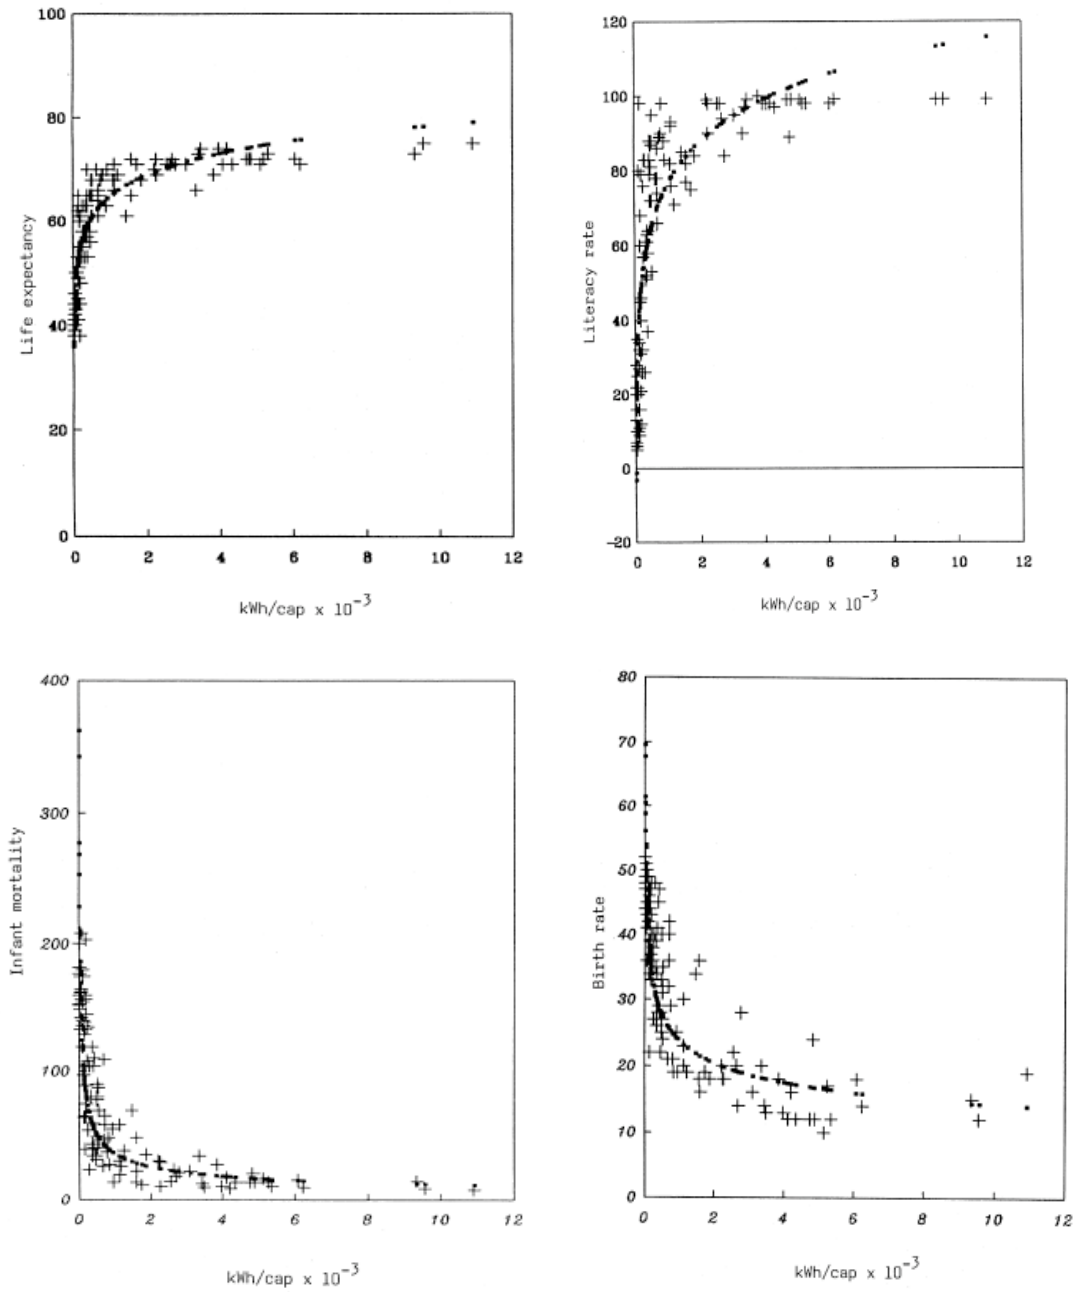 100
80
60
40
20
0
Life expectancy
0 2 4 6 8 10 12
kWh/cap x 10⁻³
120
100
80
60
40
20
0
-20
Literacy rate
0 2 4 6 8 10 12
kWh/cap x 10⁻³
400
300
200
100
0
Infant mortality
0 2 4 6 8 10 12
kWh/cap x 10⁻³
80
70
60
50
40
30
20
10
0
Birth rate
0 2 4 6 8 10 12
kWh/cap x 10⁻³